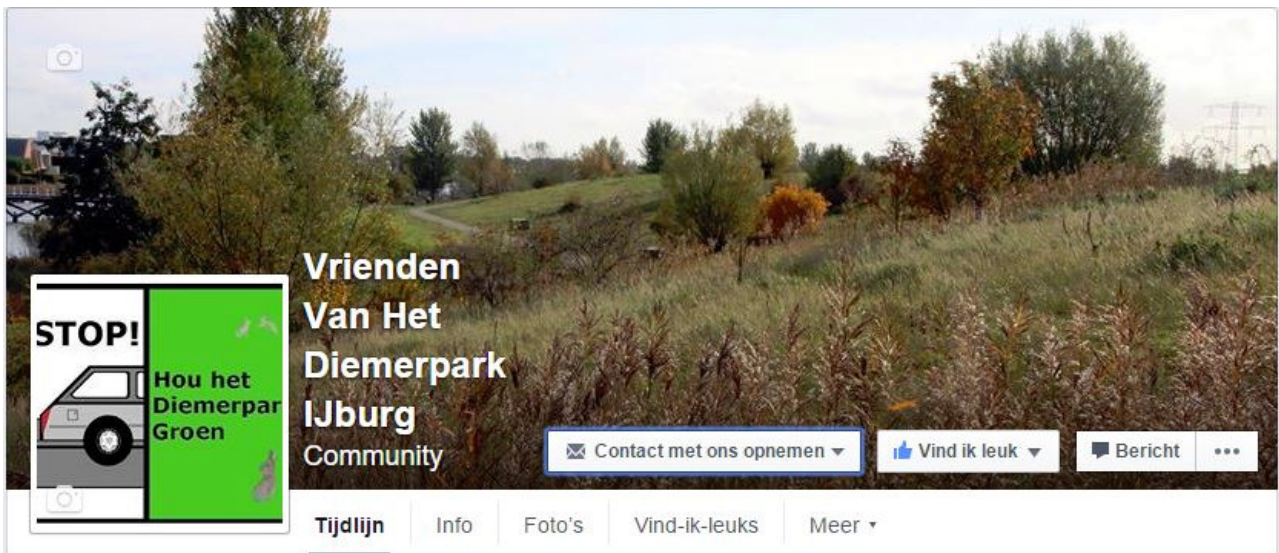 Vrienden
Van Het
Diemerpark
IJburg
Community
STOP!
Hou het
Diemerpar
Groen
Contact met ons opnemen
Vind ik leuk
Bericht
Tijdlijn
Info
Foto's
Vind-ik-leuks
Meer